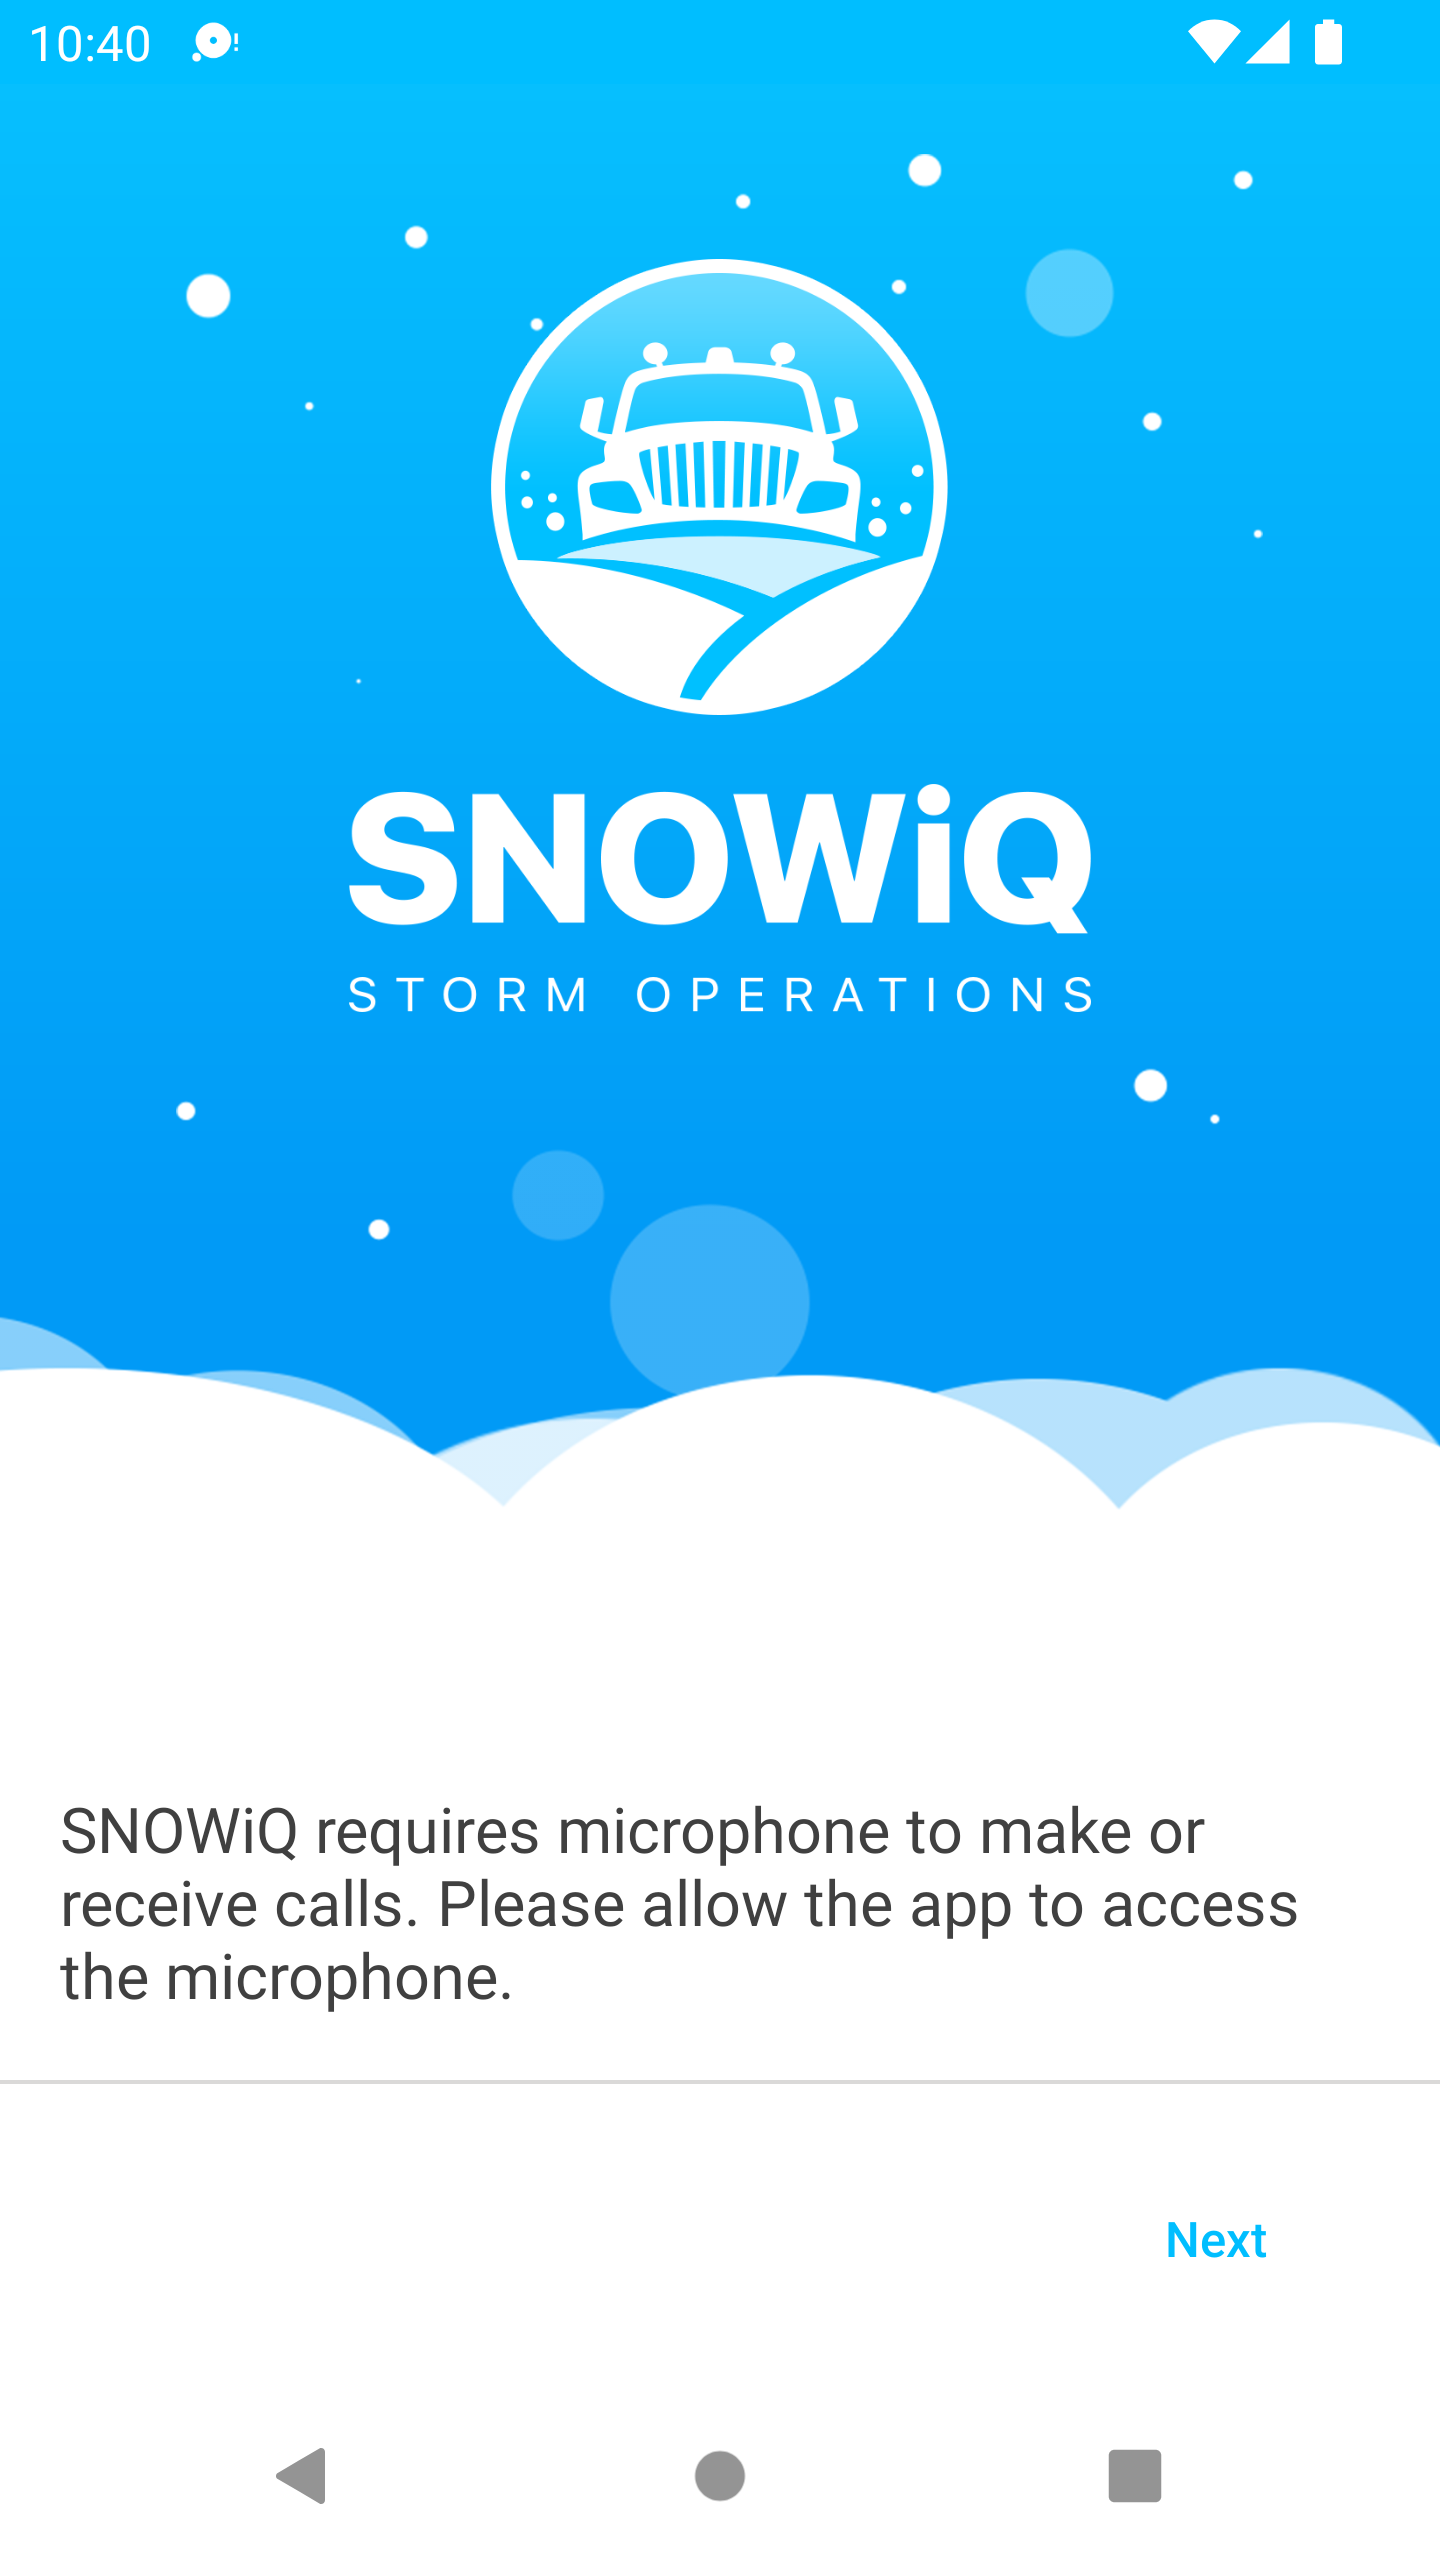 10:40
SNOWiQ
STORM OPERATIONS
SNOWiQ requires microphone to make or
receive calls. Please allow the app to access
the microphone.
Next